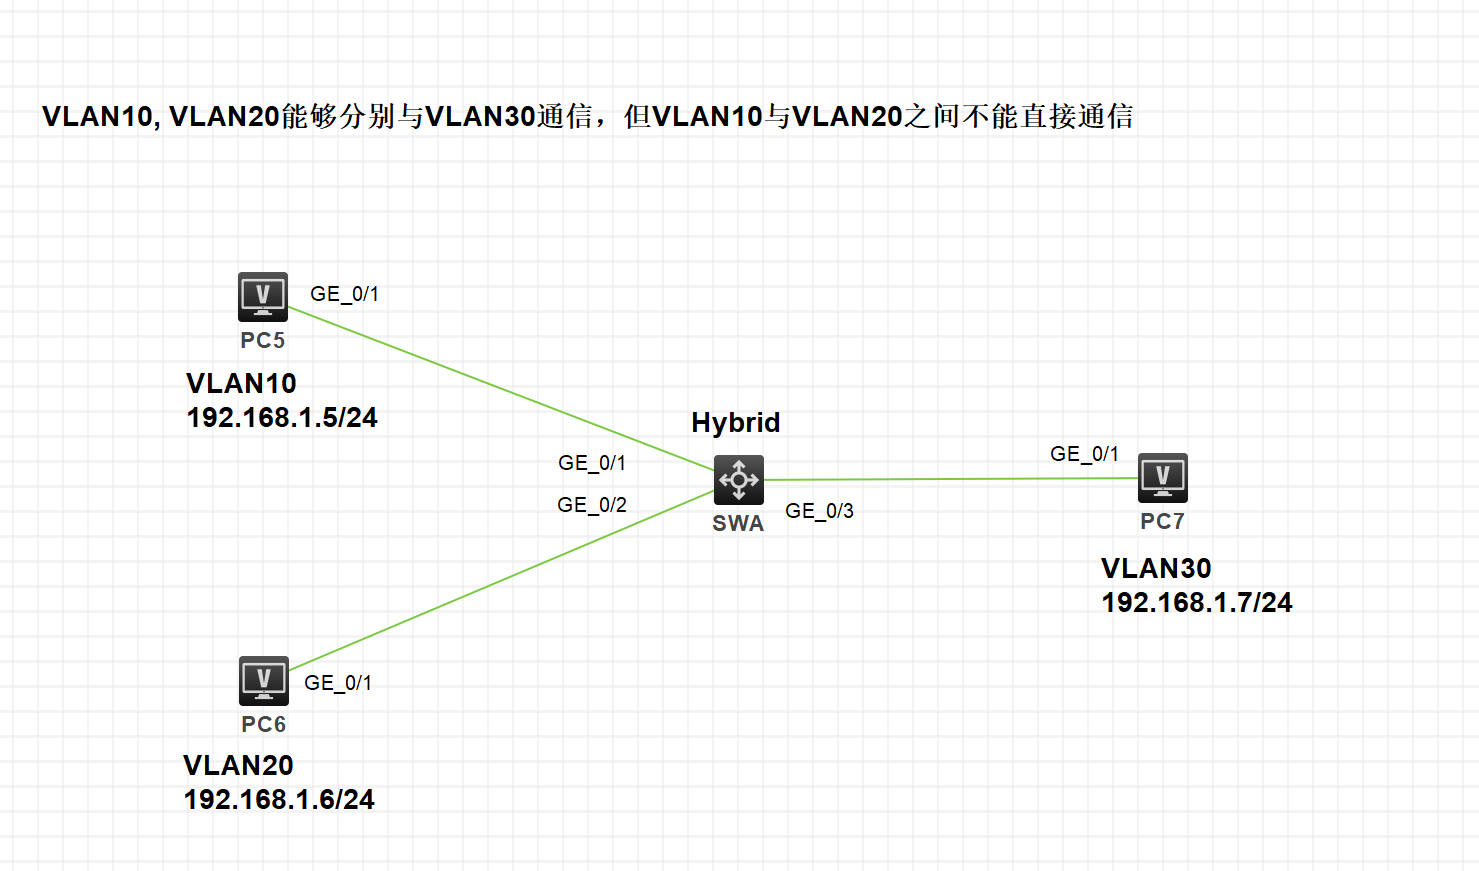 VLAN10, VLAN20能够分别与VLAN30通信，但VLAN10与VLAN20之间不能直接通信
GE_0/1
PC5
VLAN10
192.168.1.5/24
Hybrid
GE_0/1
GE_0/2
SWA
GE_0/3
GE_0/1
PC7
VLAN30
192.168.1.7/24
GE_0/1
PC6
VLAN20
192.168.1.6/24